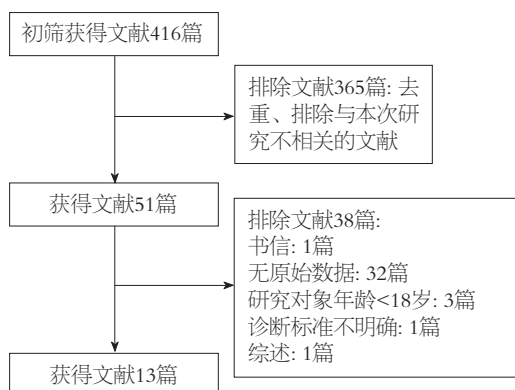 初筛获得文献416篇
排除文献365篇: 去
重、排除与本次研
究不相关的文献
获得文献51篇
排除文献38篇:
书信: 1篇
无原始数据: 32篇
研究对象年龄<18岁: 3篇
诊断标准不明确: 1篇
综述: 1篇
获得文献13篇